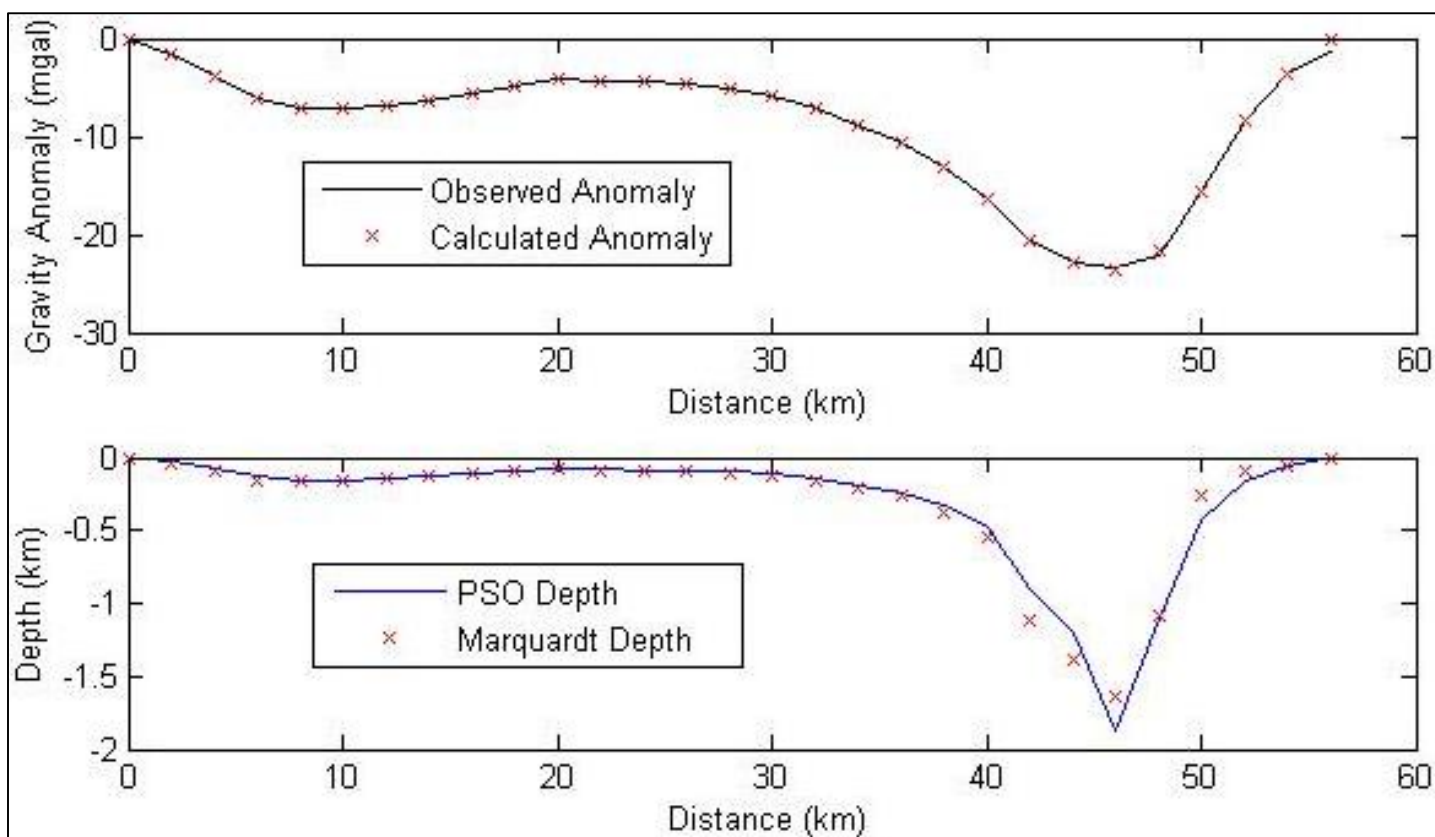 0
-10
-20
-30
Gravity Anomaly (mgal)
Observed Anomaly
Calculated Anomaly
0 10 20 30 40 50 60
Distance (km)
0
-0.5
-1
-1.5
-2
Depth (km)
PSO Depth
Marquardt Depth
0 10 20 30 40 50 60
Distance (km)